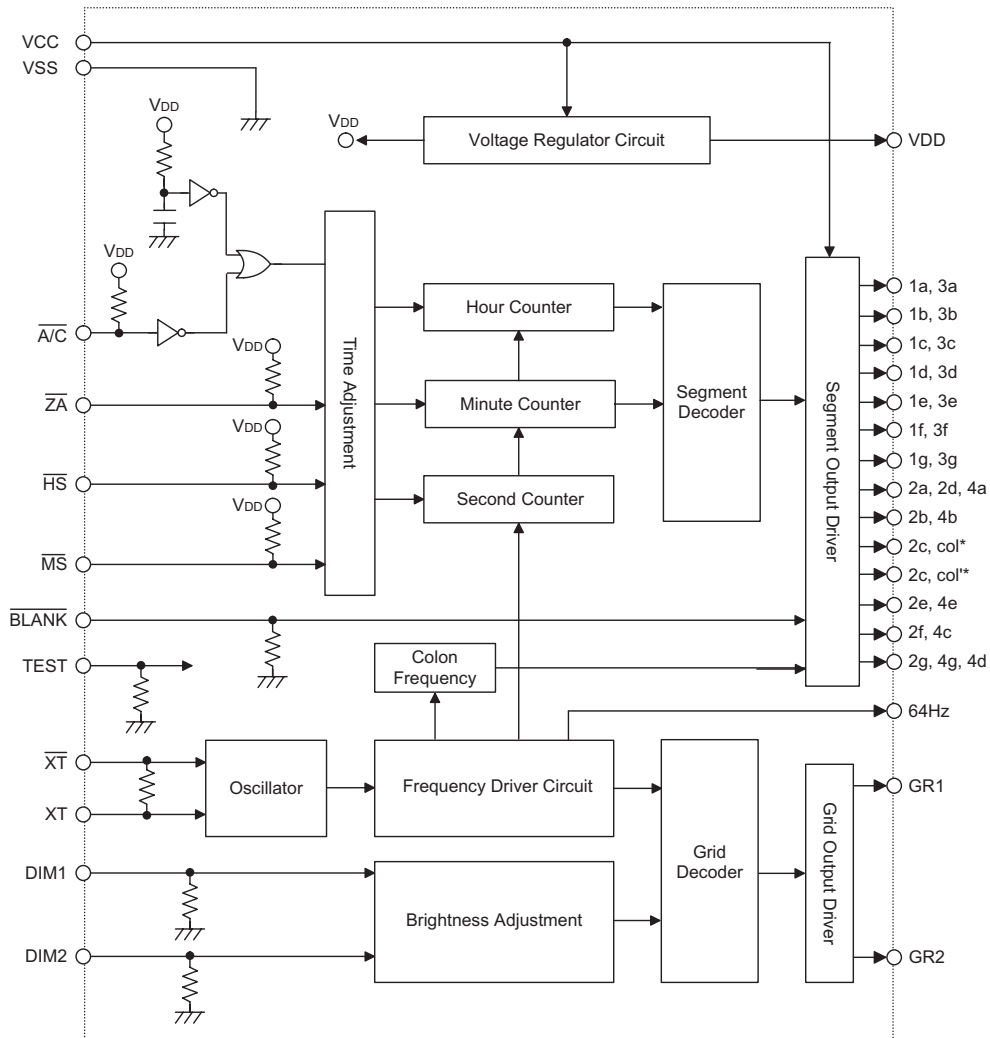 VCC
VSS
VDD
VDD
Voltage Regulator Circuit
VDD
VDD
A/C
VDD
ZA
VDD
HS
VDD
MS
Time Adjustment
Hour Counter
Minute Counter
Second Counter
Segment
Decoder
Segment Output Driver
1a, 3a
1b, 3b
1c, 3c
1d, 3d
1e, 3e
1f, 3f
1g, 3g
2a, 2d, 4a
2b, 4b
2c, col*
2c, col'*
2e, 4e
2f, 4c
2g, 4g, 4d
BLANK
TEST
Colon
Frequency
64Hz
XT
XT
Oscillator
Frequency Driver Circuit
Grid
Decoder
Grid Output Driver
GR1
GR2
DIM1
DIM2
Brightness Adjustment